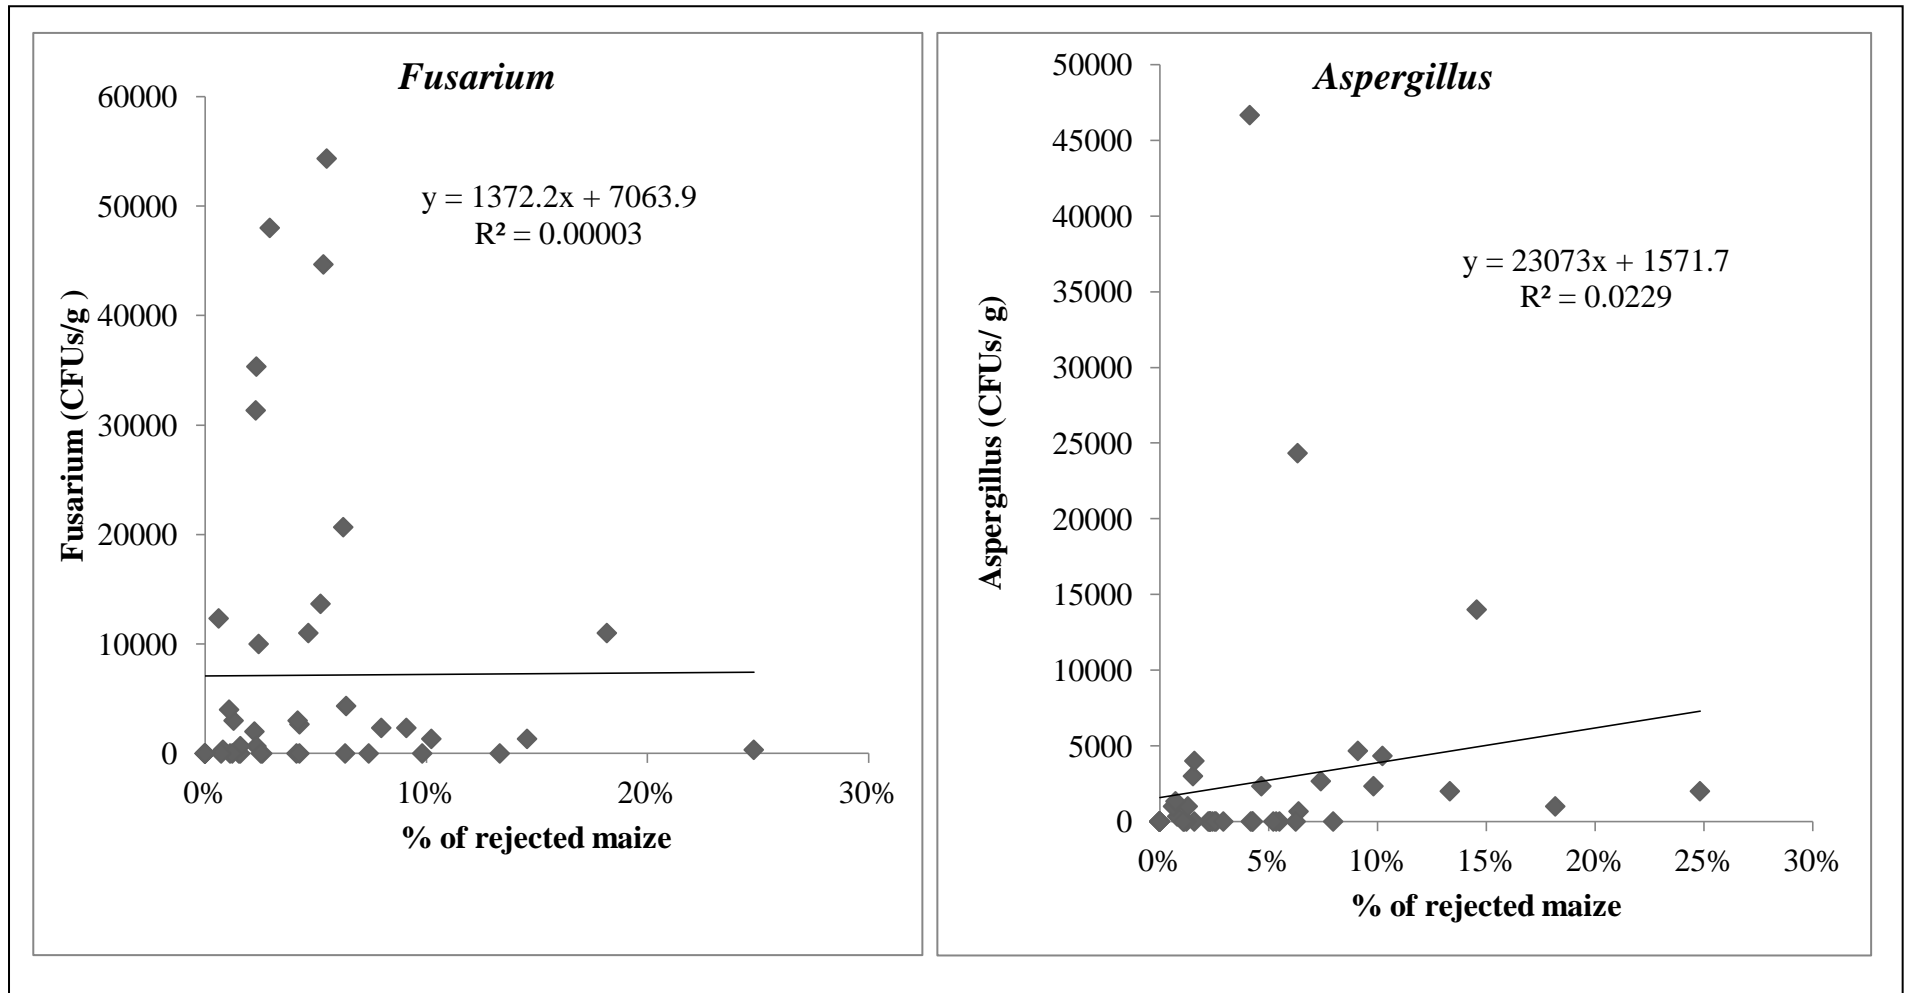 Fusarium
60000
50000
40000
30000
20000
10000
0
0% 10% 20% 30%
Fusarium (CFUs/g )
% of rejected maize
y = 1372.2x + 7063.9
R² = 0.00003
Aspergillus
50000
45000
40000
35000
30000
25000
20000
15000
10000
5000
0
0% 5% 10% 15% 20% 25% 30%
Aspergillus (CFUs/ g)
% of rejected maize
y = 23073x + 1571.7
R² = 0.0229